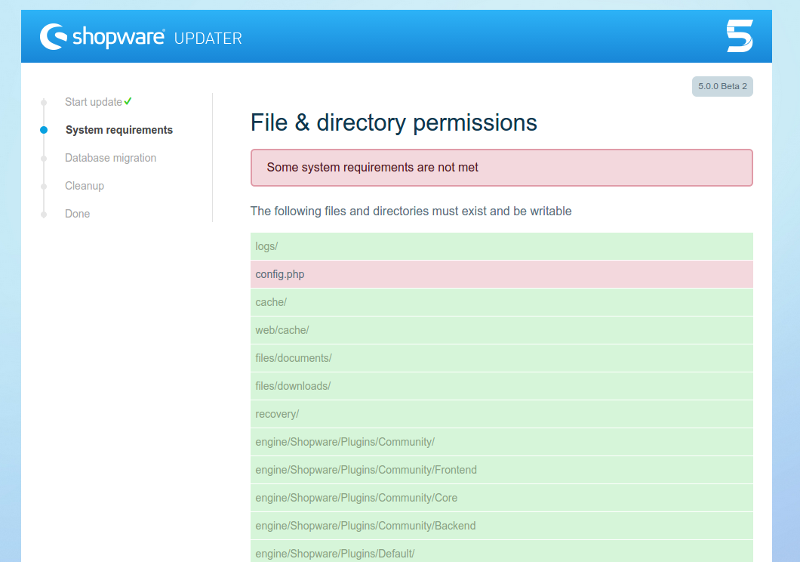 shopware UPDATER
5
5.0.0 Beta 2
Start update
System requirements
Database migration
Cleanup
Done
File & directory permissions
Some system requirements are not met
The following files and directories must exist and be writable
logs/
config.php
cache/
web/cache/
files/documents/
files/downloads/
recovery/
engine/Shopware/Plugins/Community/
engine/Shopware/Plugins/Community/Frontend
engine/Shopware/Plugins/Community/Core
engine/Shopware/Plugins/Community/Backend
engine/Shopware/Plugins/Default/